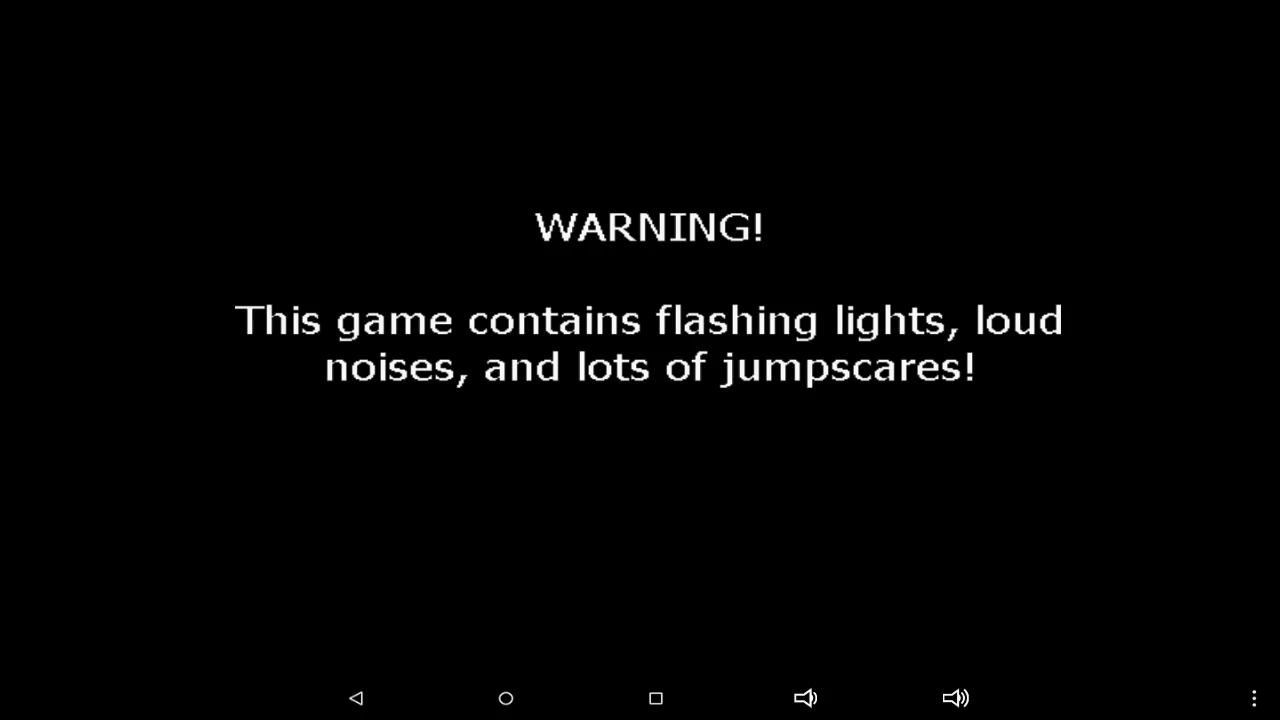 WARNING!
This game contains flashing lights, loud
noises, and lots of jumpscares!